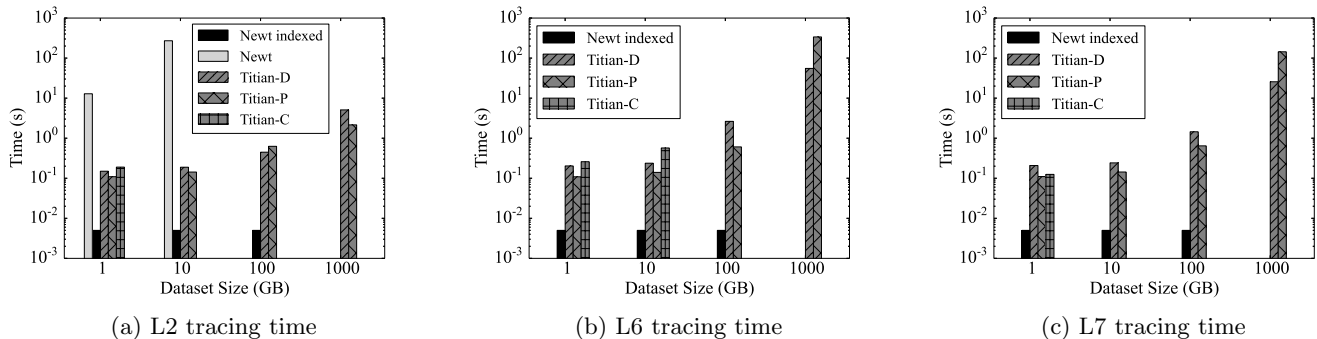 Time (s)
10³
10²
10¹
10⁰
10⁻¹
10⁻²
10⁻³
Newt indexed
Newt
Titian-D
Titian-P
Titian-C
1 10 100 1000
Dataset Size (GB)
(a) L2 tracing time
Time (s)
10³
10²
10¹
10⁰
10⁻¹
10⁻²
10⁻³
Newt indexed
Titian-D
Titian-P
Titian-C
1 10 100 1000
Dataset Size (GB)
(b) L6 tracing time
Time (s)
10³
10²
10¹
10⁰
10⁻¹
10⁻²
10⁻³
Newt indexed
Titian-D
Titian-P
Titian-C
1 10 100 1000
Dataset Size (GB)
(c) L7 tracing time